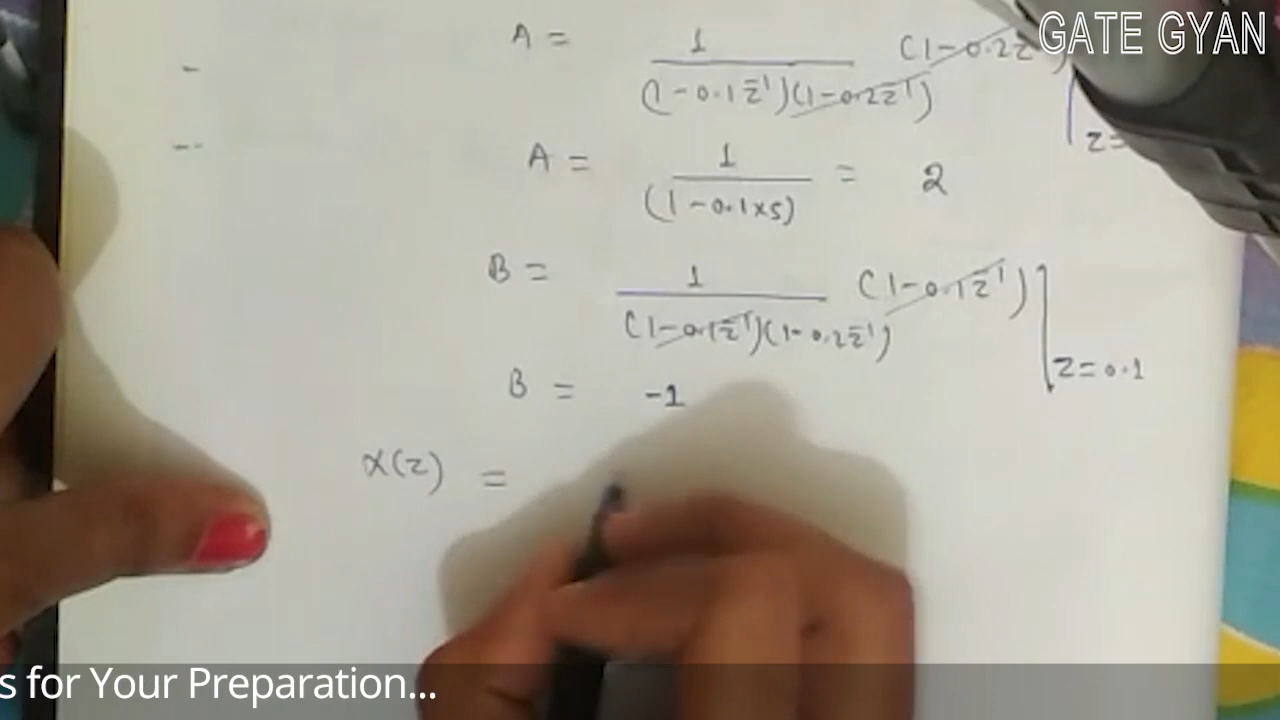 GATE GYAN
A = 1 / (1-0.1z⁻¹)(1-0.2z⁻¹) (1-0.2z
z=
A = 1 / (1-0.1×5) = 2
B = 1 / (1-0.1z⁻¹)(1-0.2z⁻¹) (1-0.1z⁻¹) | z=0.1
B = -1
X(z) =
s for Your Preparation...